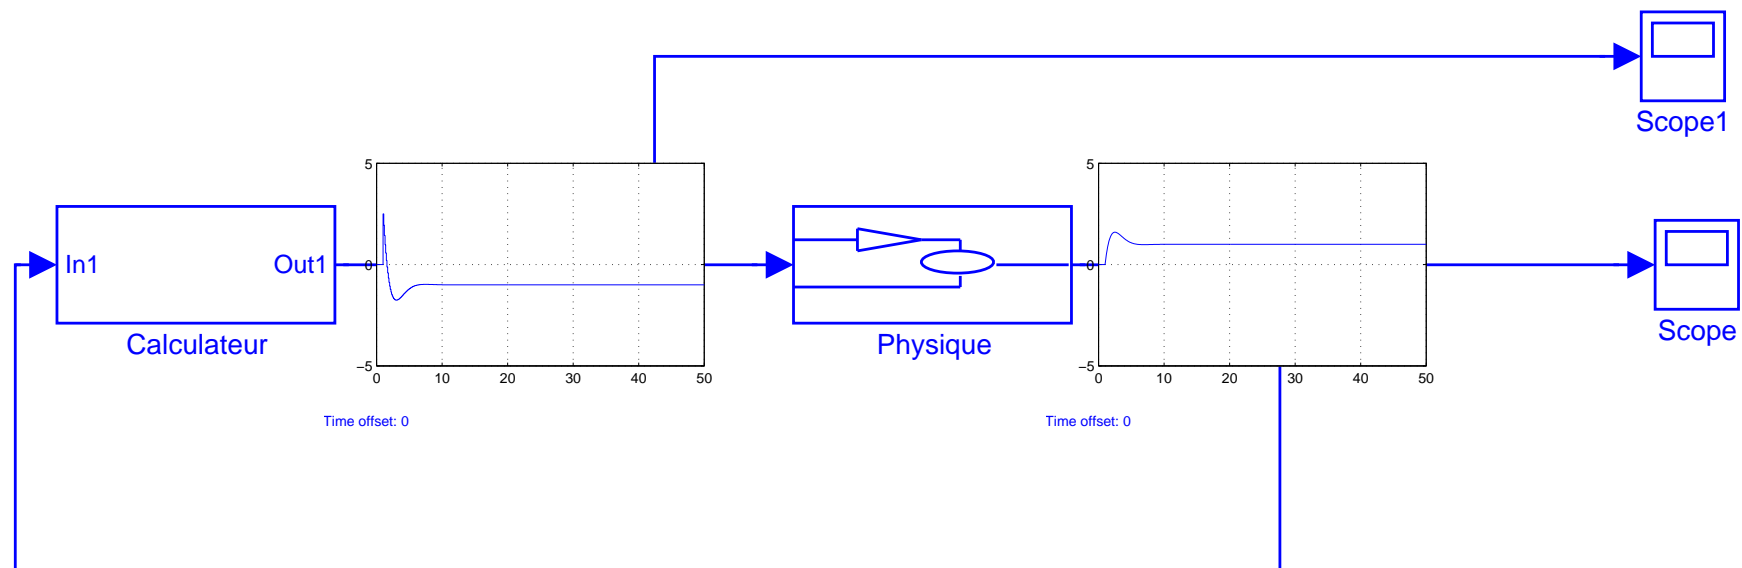 Scope1
5
0
−5
0 10 20 30 40 50
Time offset: 0
5
0
−5
0 10 20 30 40 50
Time offset: 0
In1 Out1
Calculateur
Physique
Scope